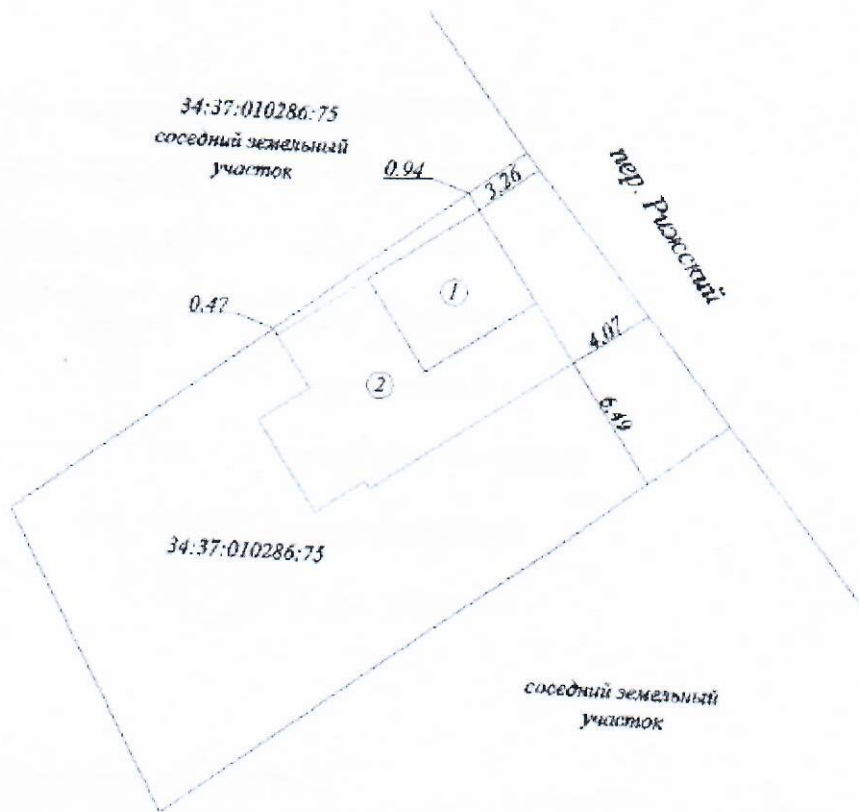 34:37:010286:75
соседний земельный
участок
0.94
3.26
пер. Рижский
0.47
1
4.07
2
6.49
34:37:010286:75
соседний земельный
участок